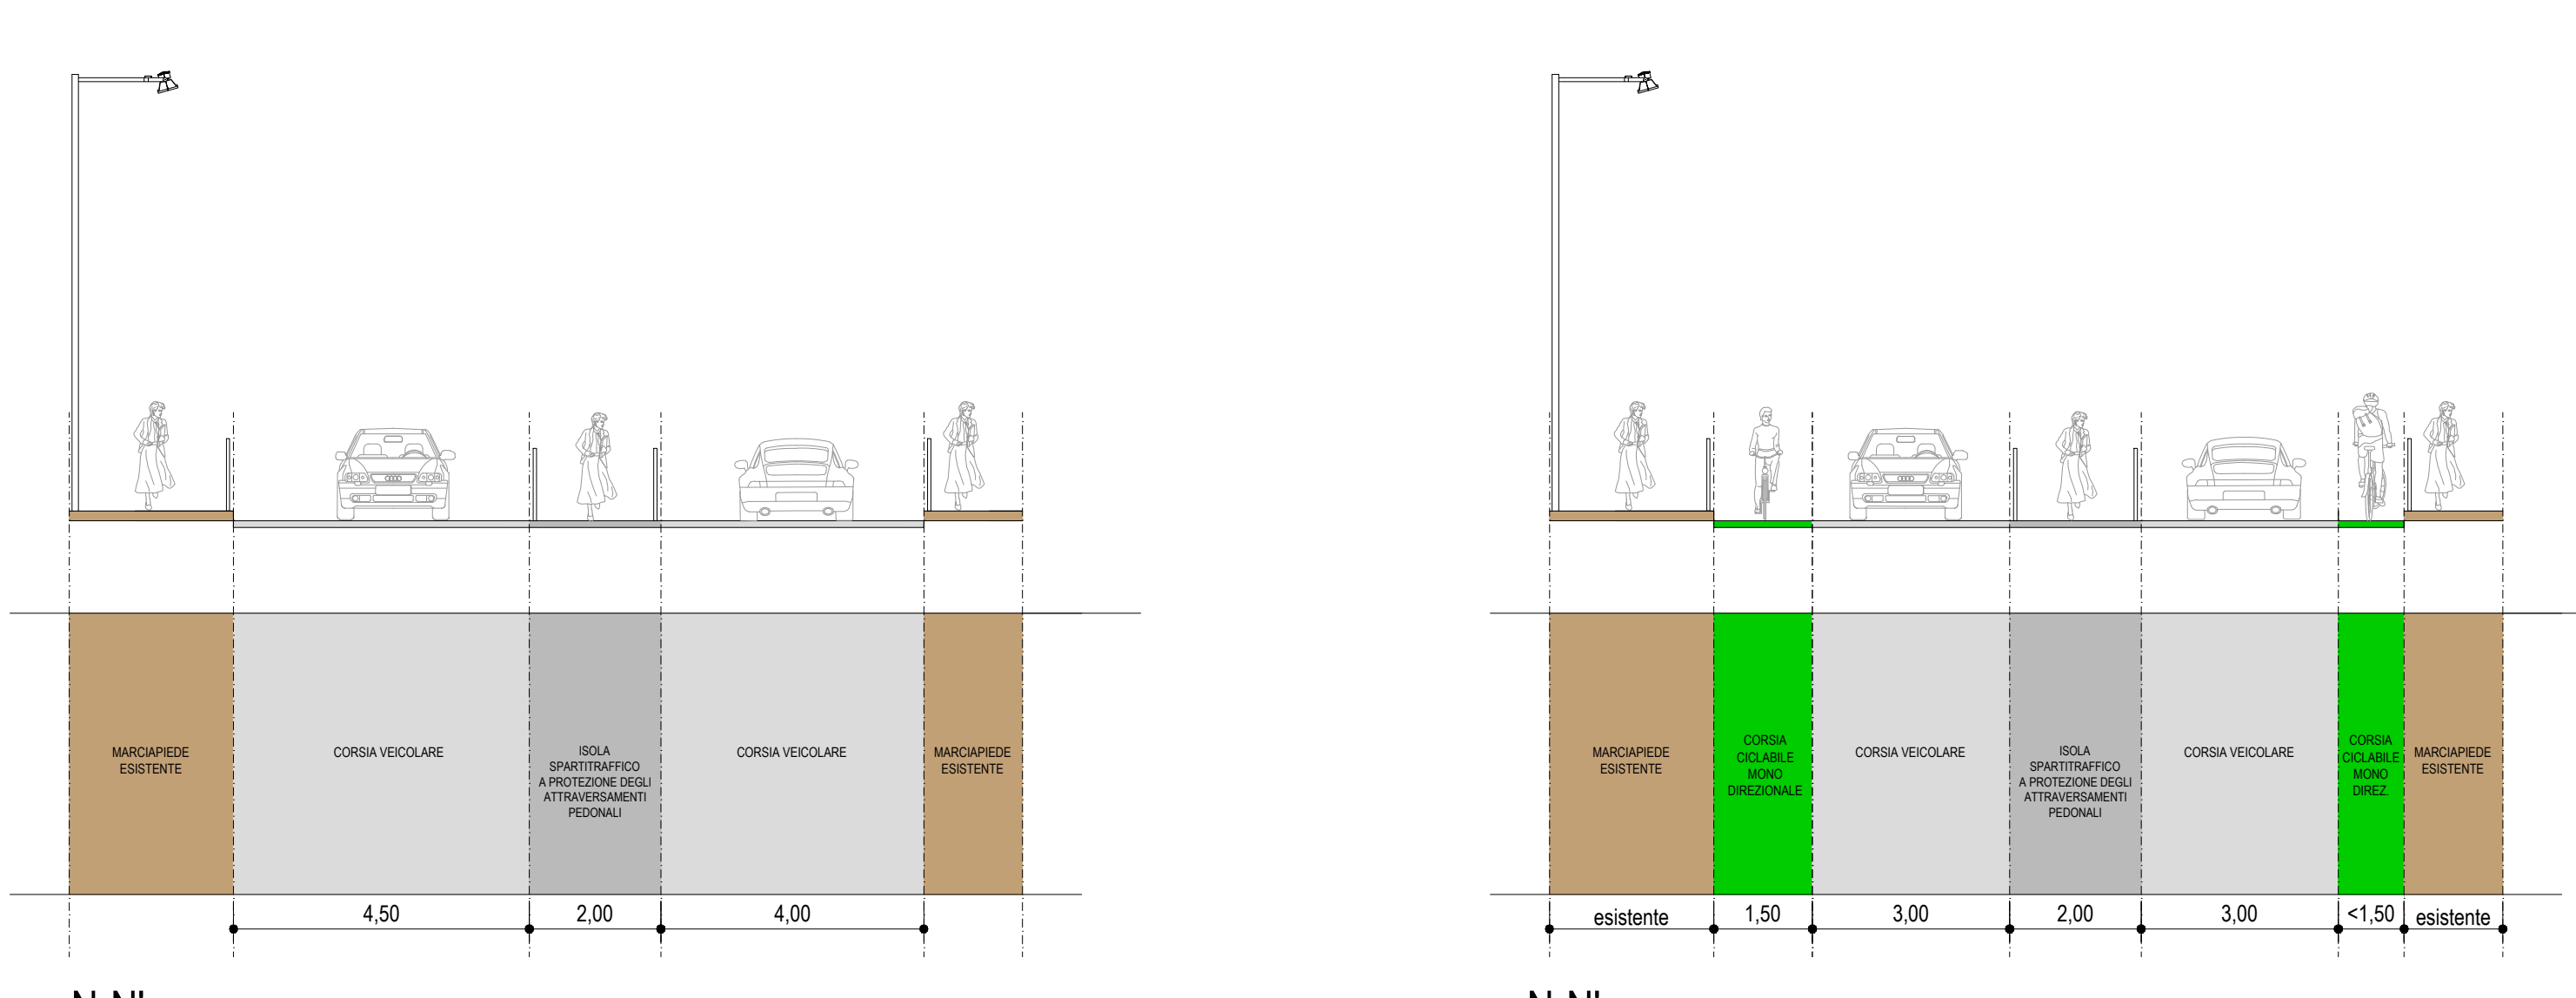 MARCIAPIEDE
ESISTENTE
CORSIA VEICOLARE
ISOLA
SPARTITRAFFICO
A PROTEZIONE DEGLI
ATTRAVERSAMENTI
PEDONALI
CORSIA VEICOLARE
MARCIAPIEDE
ESISTENTE
4,50
2,00
4,00
MARCIAPIEDE
ESISTENTE
CORSIA
CICLABILE
MONO
DIREZIONALE
CORSIA VEICOLARE
ISOLA
SPARTITRAFFICO
A PROTEZIONE DEGLI
ATTRAVERSAMENTI
PEDONALI
CORSIA VEICOLARE
CORSIA
CICLABILE
MONO
DIREZ.
MARCIAPIEDE
ESISTENTE
esistente
1,50
3,00
2,00
3,00
<1,50
esistente